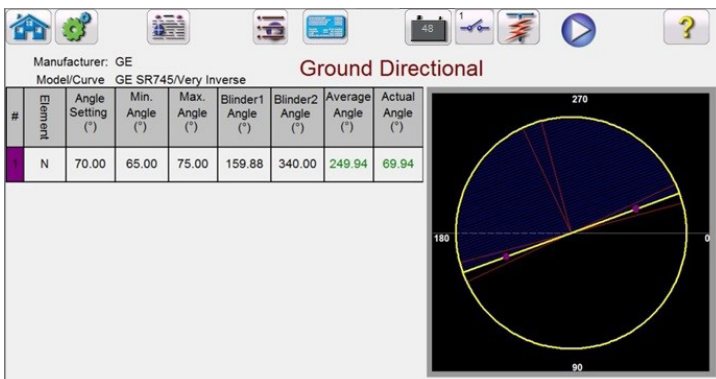 48
1
?
Manufacturer: GE
Model/Curve GE SR745/Very Inverse
Ground Directional
# Element Angle Setting (°) Min. Angle (°) Max. Angle (°) Blinder1 Angle (°) Blinder2 Angle (°) Average Angle (°) Actual Angle (°)
1 N 70.00 65.00 75.00 159.88 340.00 249.94 69.94
270
180
0
90